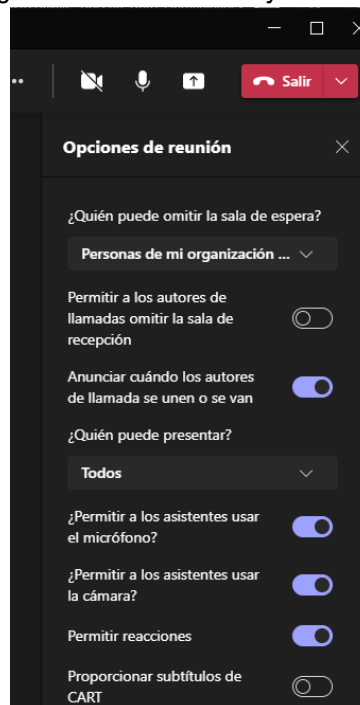 Salir
Opciones de reunión
¿Quién puede omitir la sala de espera?
Personas de mi organización ...
Permitir a los autores de
llamadas omitir la sala de
recepción
Anunciar cuándo los autores
de llamada se unen o se van
¿Quién puede presentar?
Todos
¿Permitir a los asistentes usar
el micrófono?
¿Permitir a los asistentes usar
la cámara?
Permitir reacciones
Proporcionar subtítulos de
CART